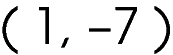 ( 1, –7 )